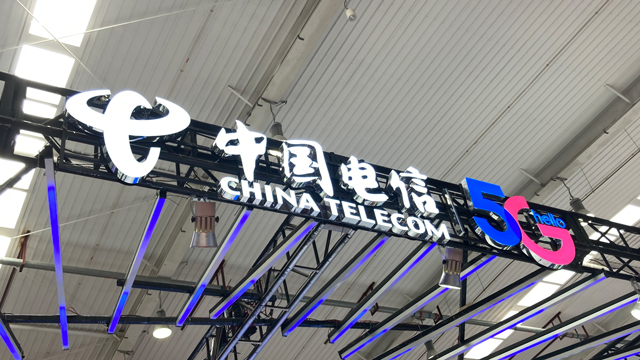 中国电信
CHINA TELECOM
5G
hello